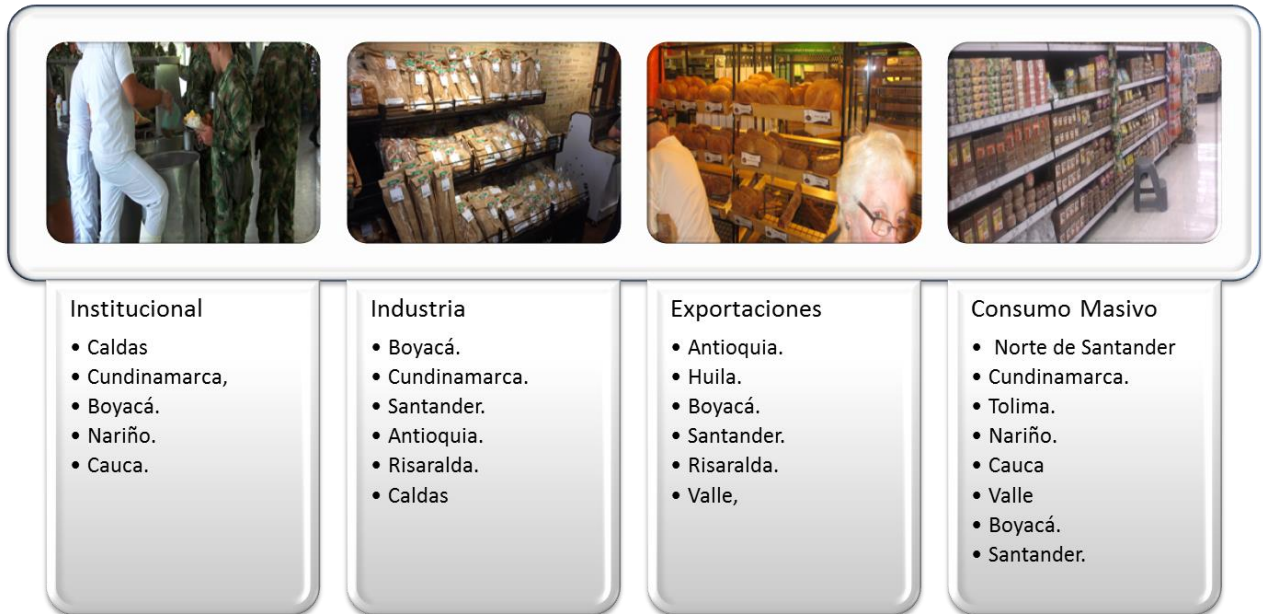 Institucional
• Caldas
• Cundinamarca,
• Boyacá.
• Nariño.
• Cauca.
Industria
• Boyacá.
• Cundinamarca.
• Santander.
• Antioquia.
• Risaralda.
• Caldas
Exportaciones
• Antioquia.
• Huila.
• Boyacá.
• Santander.
• Risaralda.
• Valle,
Consumo Masivo
• Norte de Santander
• Cundinamarca.
• Tolima.
• Nariño.
• Cauca
• Valle
• Boyacá.
• Santander.